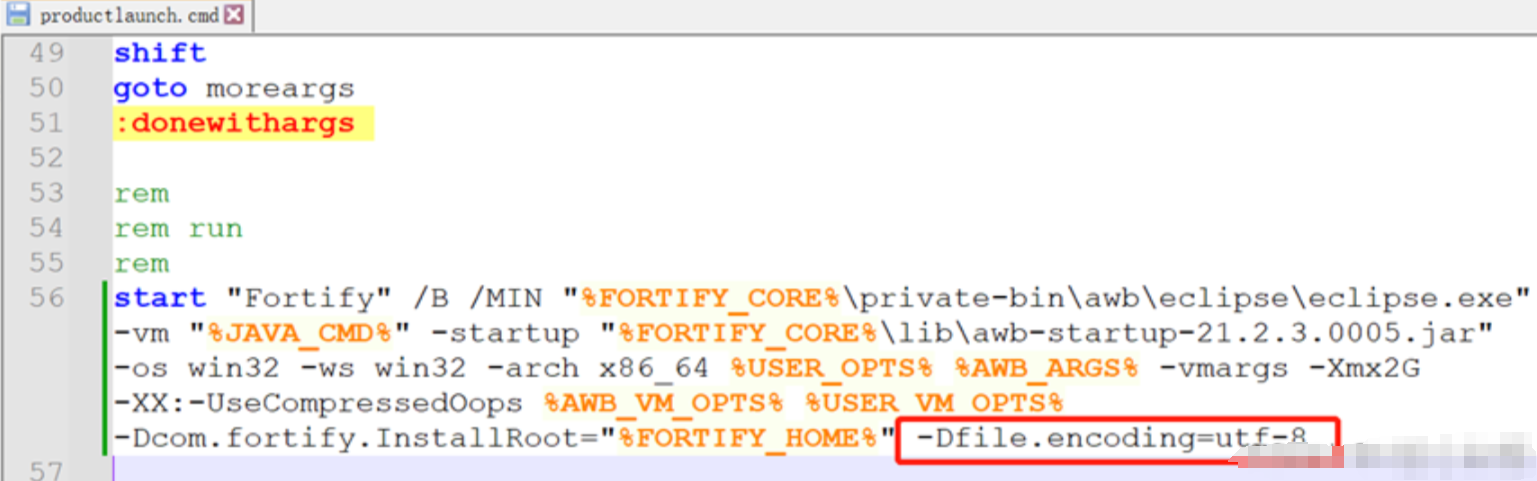 productlaunch.cmd
49 shift
50 goto moreargs
51 :donewithargs
52
53 rem
54 rem run
55 rem
56 start "Fortify" /B /MIN "%FORTIFY_CORE%\private-bin\awb\eclipse\eclipse.exe"
-vm "%JAVA_CMD%" -startup "%FORTIFY_CORE%\lib\awb-startup-21.2.3.0005.jar"
-os win32 -ws win32 -arch x86_64 %USER_OPTS% %AWB_ARGS% -vmargs -Xmx2G
-XX:-UseCompressedOops %AWB_VM_OPTS% %USER_VM_OPTS%
-Dcom.fortify.InstallRoot="%FORTIFY_HOME%" -Dfile.encoding=utf-8
57